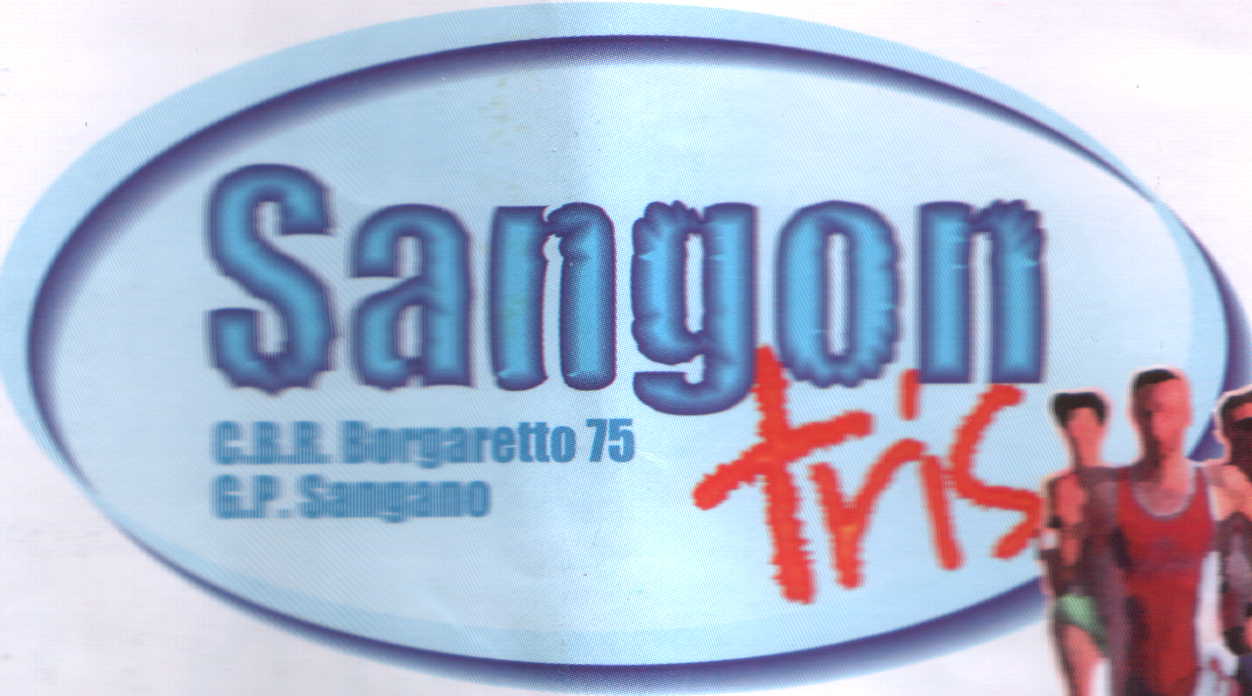 Sangon
tris
C.B.R. Borgaretto 75
G.P. Sangano